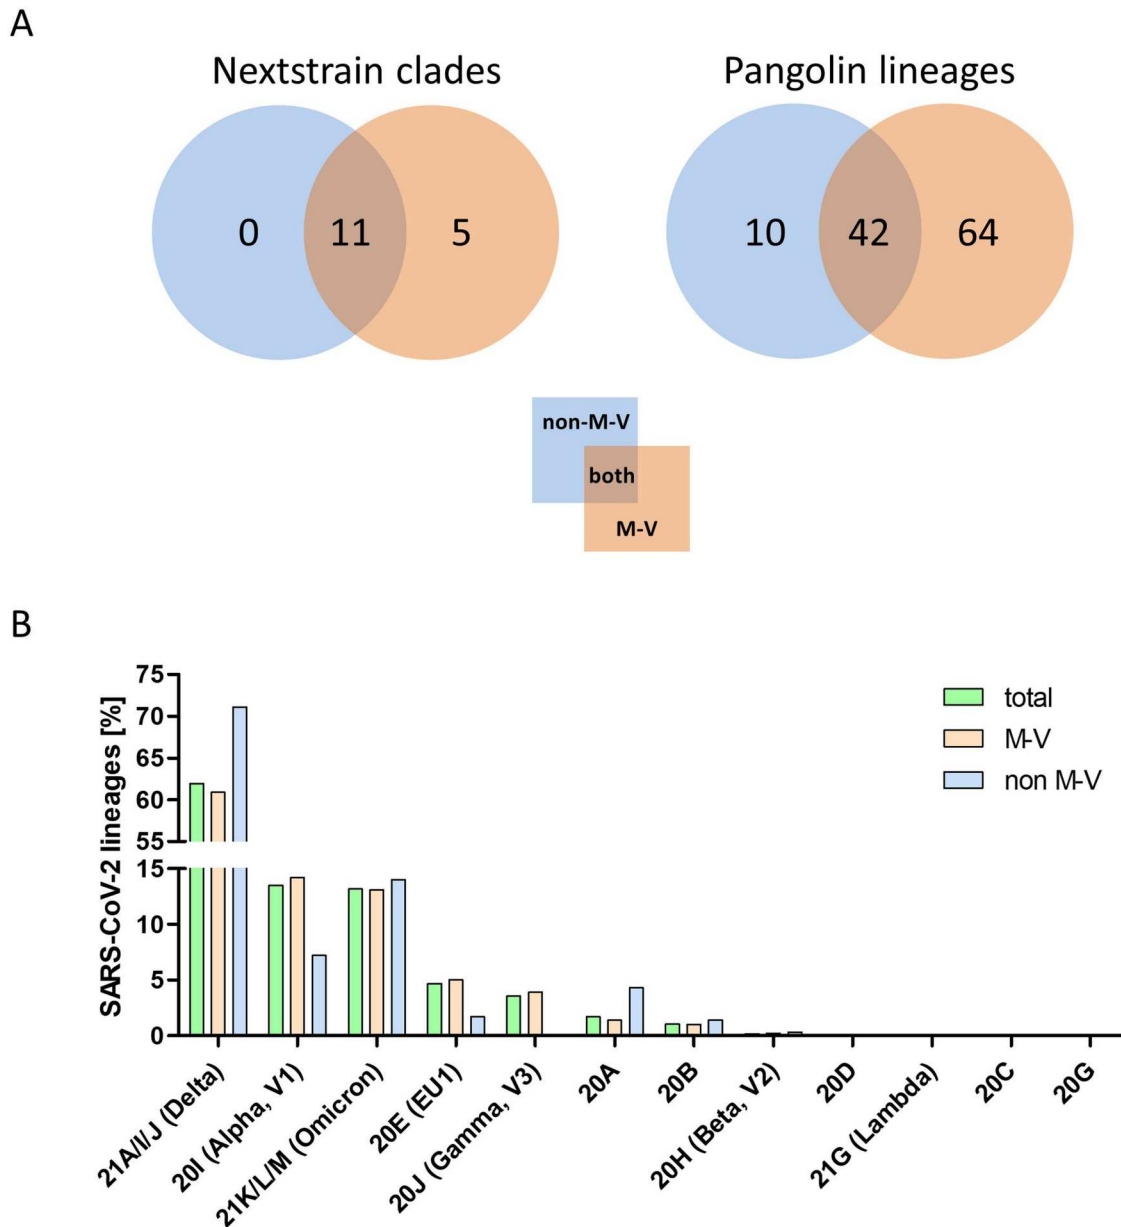 A
Nextstrain clades
Pangolin lineages
0
11
5
10
42
64
non-M-V
both
M-V
B
SARS-CoV-2 lineages [%]
75
70
65
60
55
15
10
5
0
total
M-V
non M-V
21A/I/J (Delta)
20I (Alpha, V1)
21K/L/M (Omicron)
20E (EU1)
20J (Gamma, V3)
20A
20B
20H (Beta, V2)
20D
21G (Lambda)
20C
20G